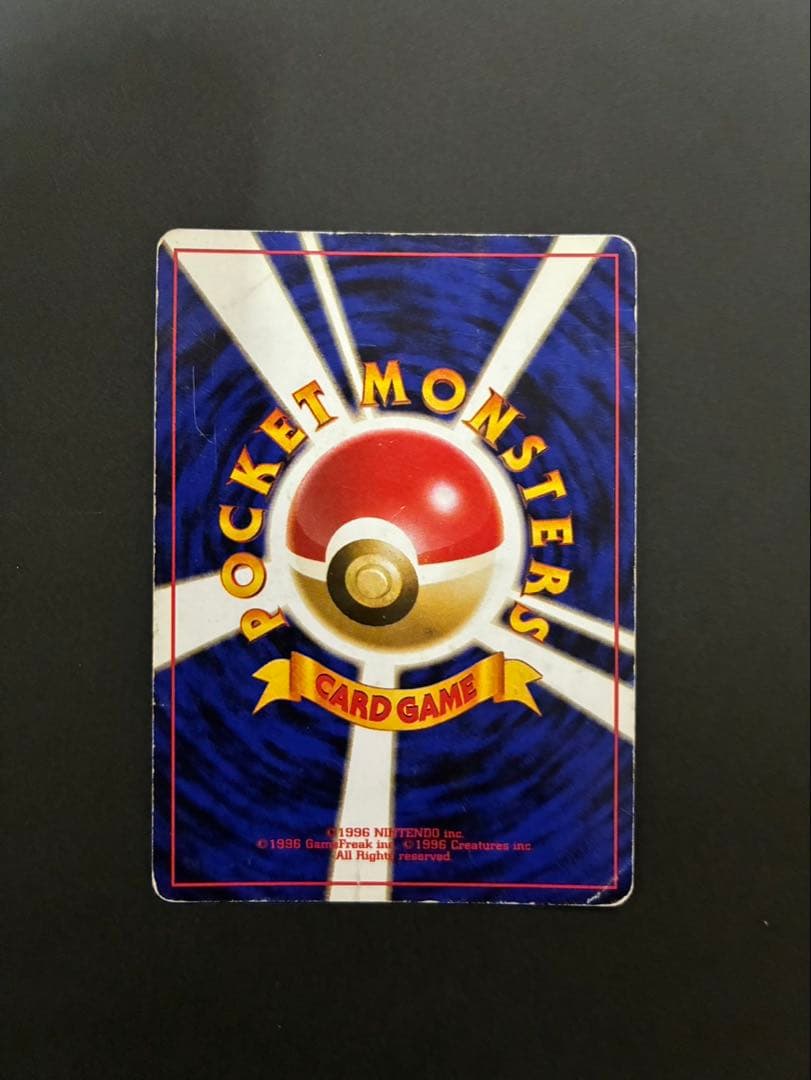 POCKET MONSTERS
CARD GAME
©1996 NINTENDO inc.
©1996 GameFreak inc. ©1996 Creatures inc
All Rights reserved